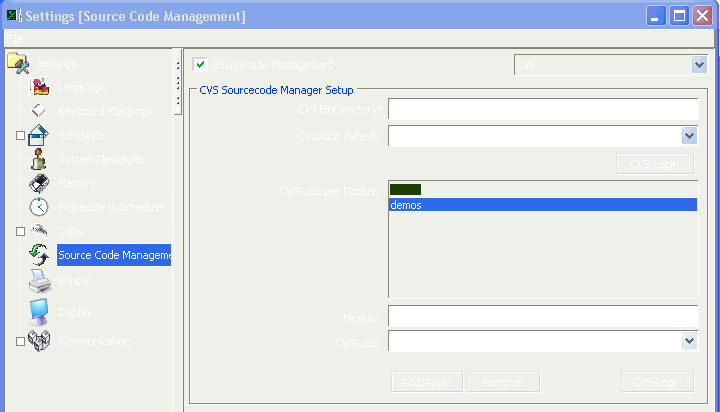 Settings [Source Code Management]
File
Settings
Language
Keyboard Mappings
ViewStyle
System Messages
Memory
Processor & Scheduler
Tools
Source Code Manageme
Printer
Display
Communication
Sourcecode Management
CVS
CVS Sourcecode Manager Setup
CVS BinDirectory:
CVSRoot default:
CVS-Login
CVSRoot per Module:
demos
Module:
CVSRoot:
Add/Apply
Remove
CVS-Login